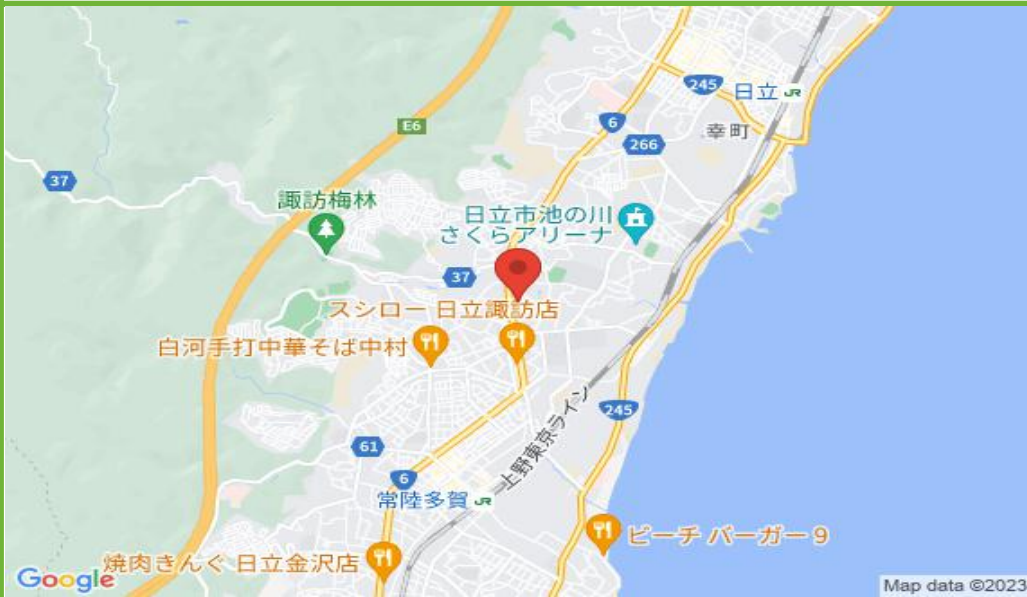 245
日立 JR
幸町
E6
6
266
37
諏訪梅林
日立市池の川
さくらアリーナ
37
スシロー 日立諏訪店
白河手打中華そば中村
245
上野東京ライン
61
6
常陸多賀 JR
ビーチ バーガー 9
焼肉きんぐ 日立金沢店
Google
Map data ©2023